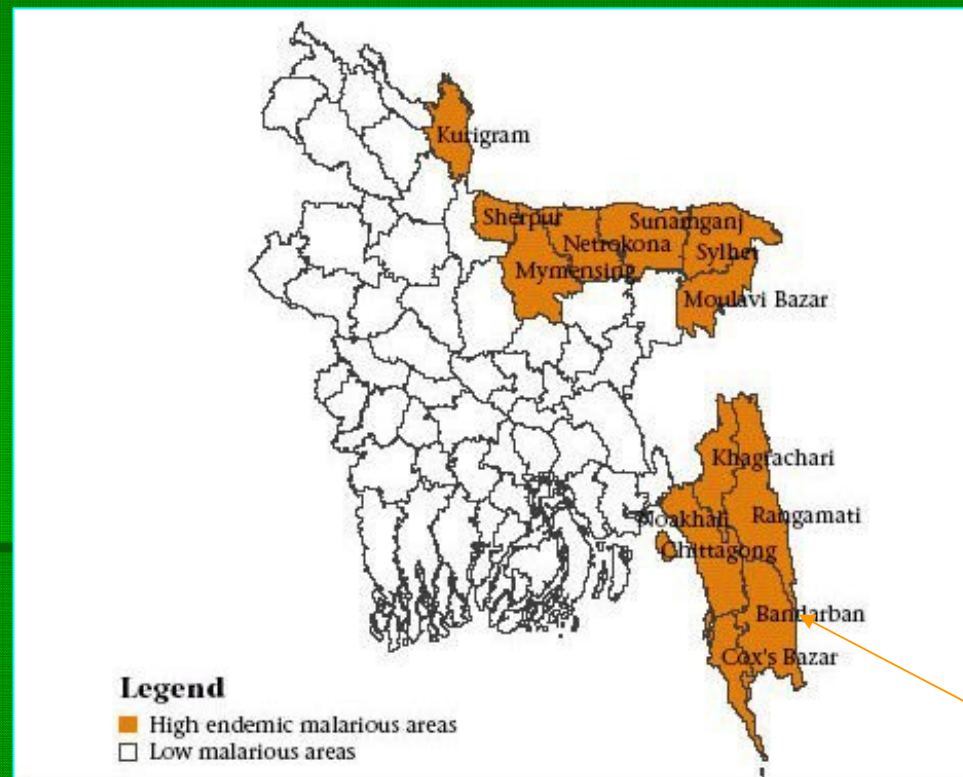 Kurigram
Sherpur
Sunamganj
Netrokona
Sylhet
Mymensing
Moulavi Bazar
Khagrachari
Noakhali
Rangamati
Chittagong
Bandarban
Cox's Bazar
Legend
High endemic malarious areas
Low malarious areas